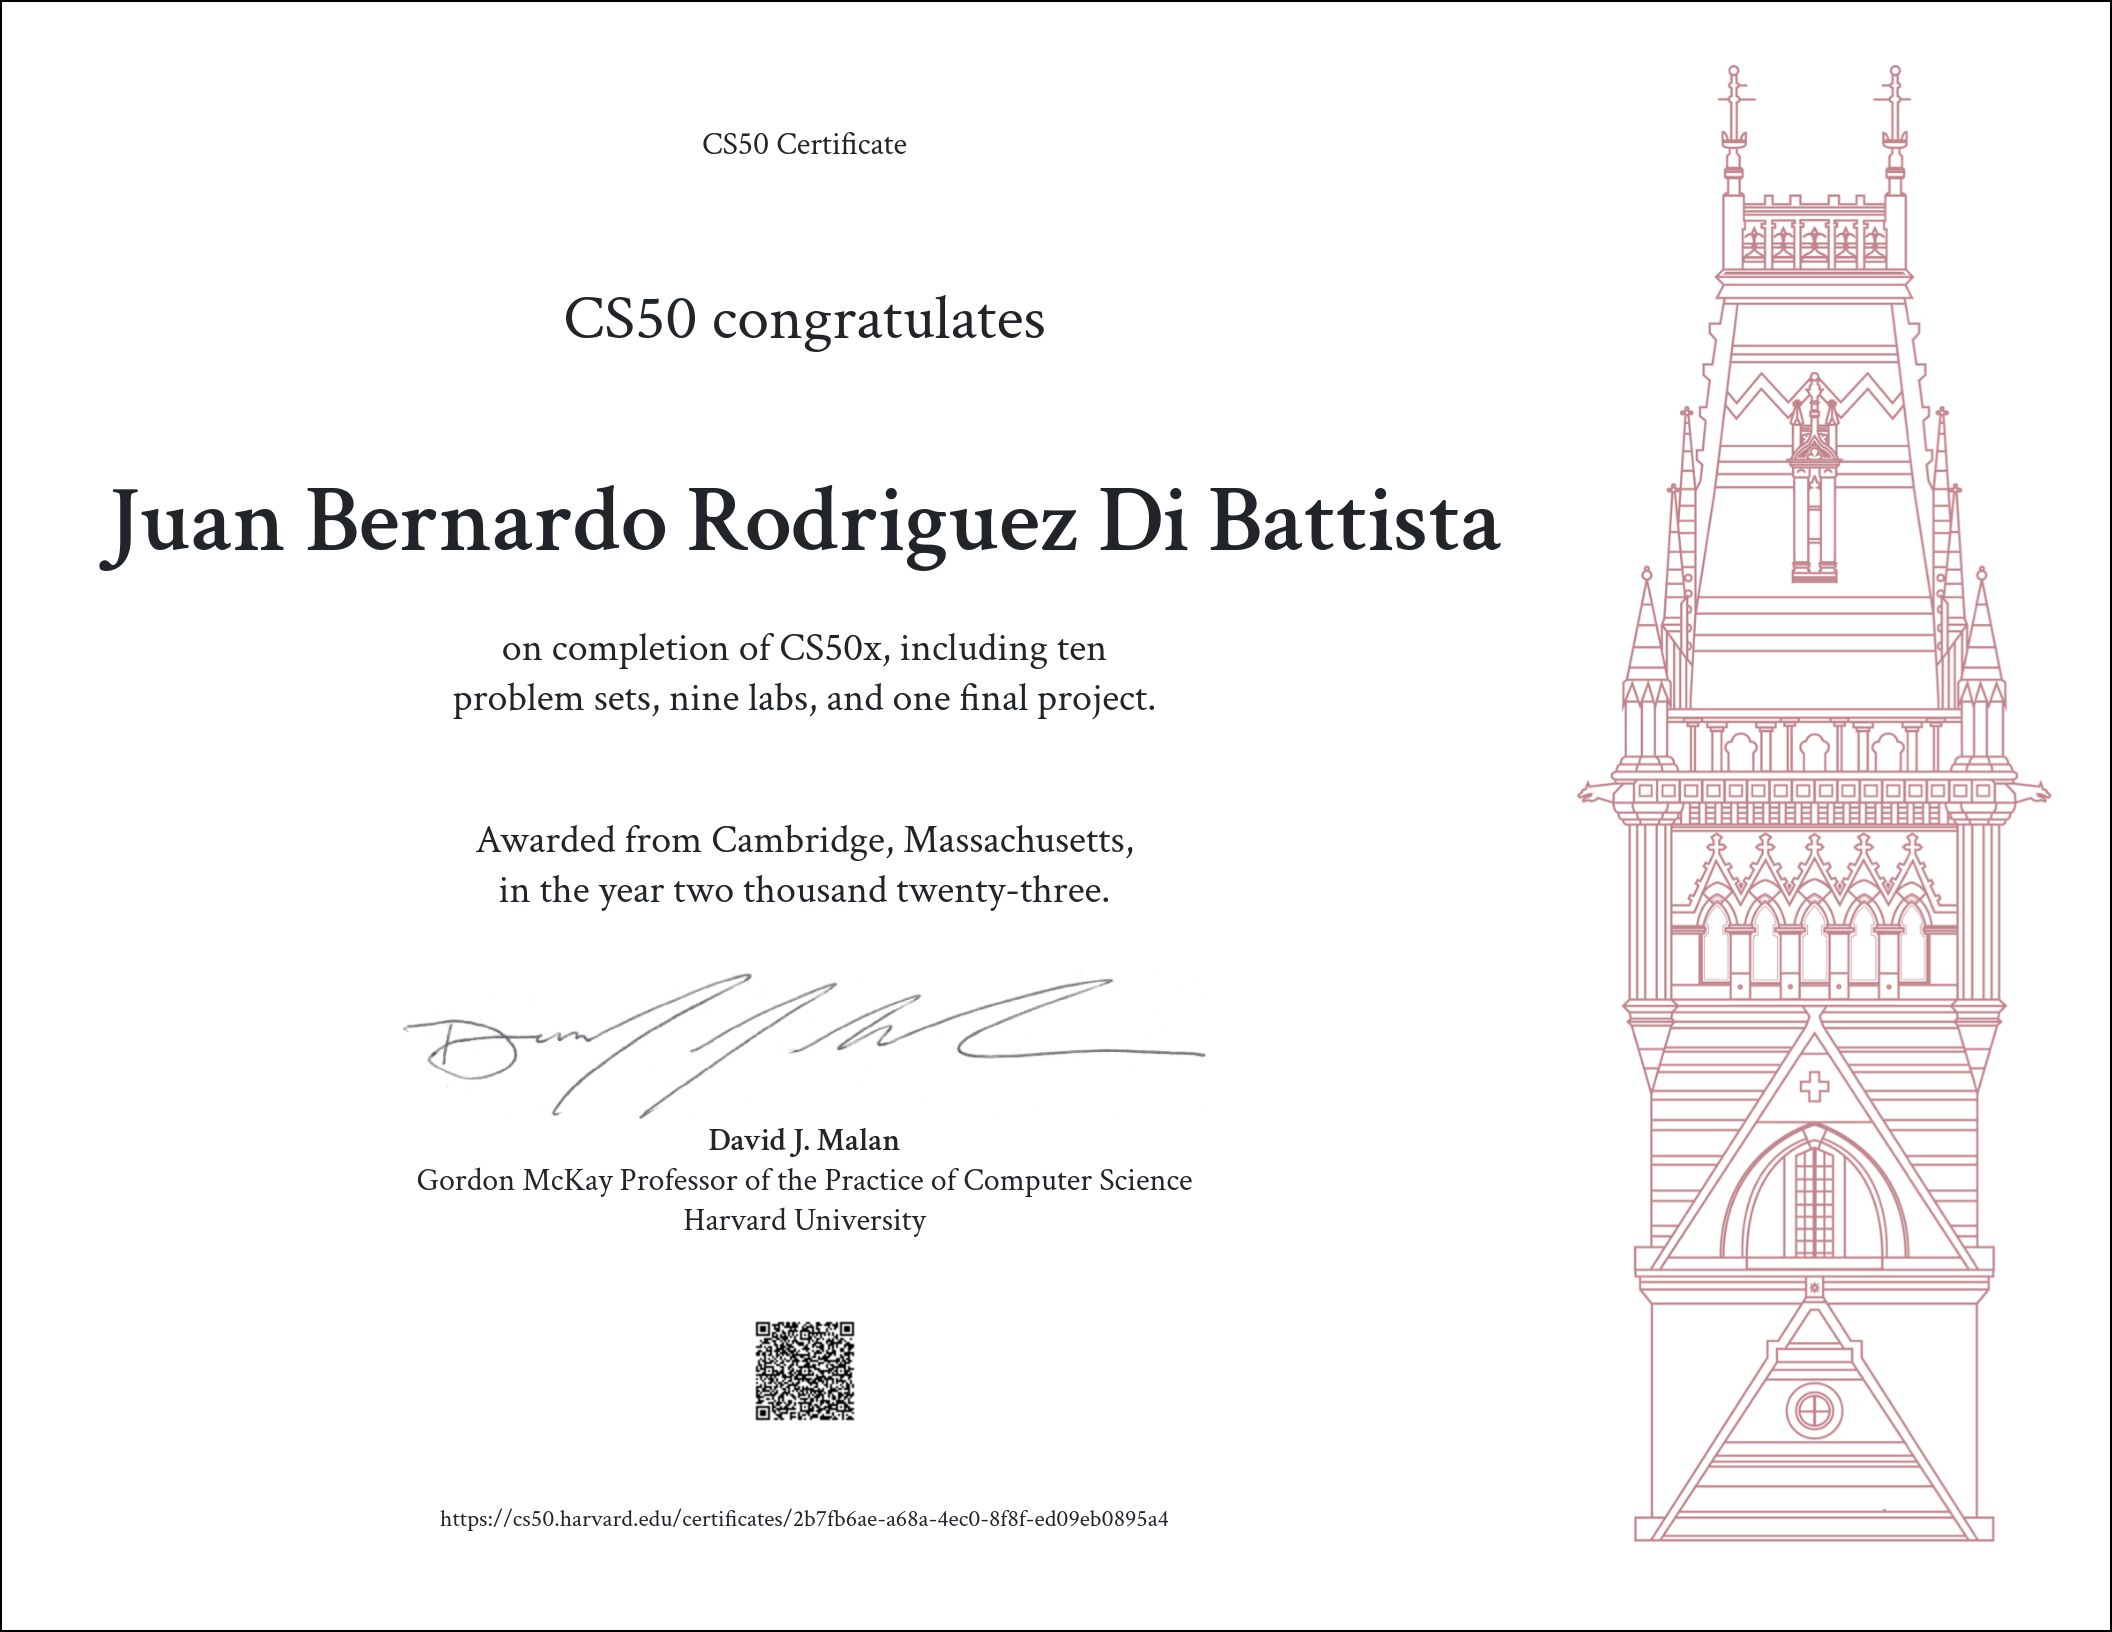 CS50 Certificate
CS50 congratulates
Juan Bernardo Rodriguez Di Battista
on completion of CS50x, including ten
problem sets, nine labs, and one final project.
Awarded from Cambridge, Massachusetts,
in the year two thousand twenty-three.
David J. Malan
Gordon McKay Professor of the Practice of Computer Science
Harvard University
https://cs50.harvard.edu/certificates/2b7fb6ae-a68a-4ec0-8f8f-ed09eb0895a4